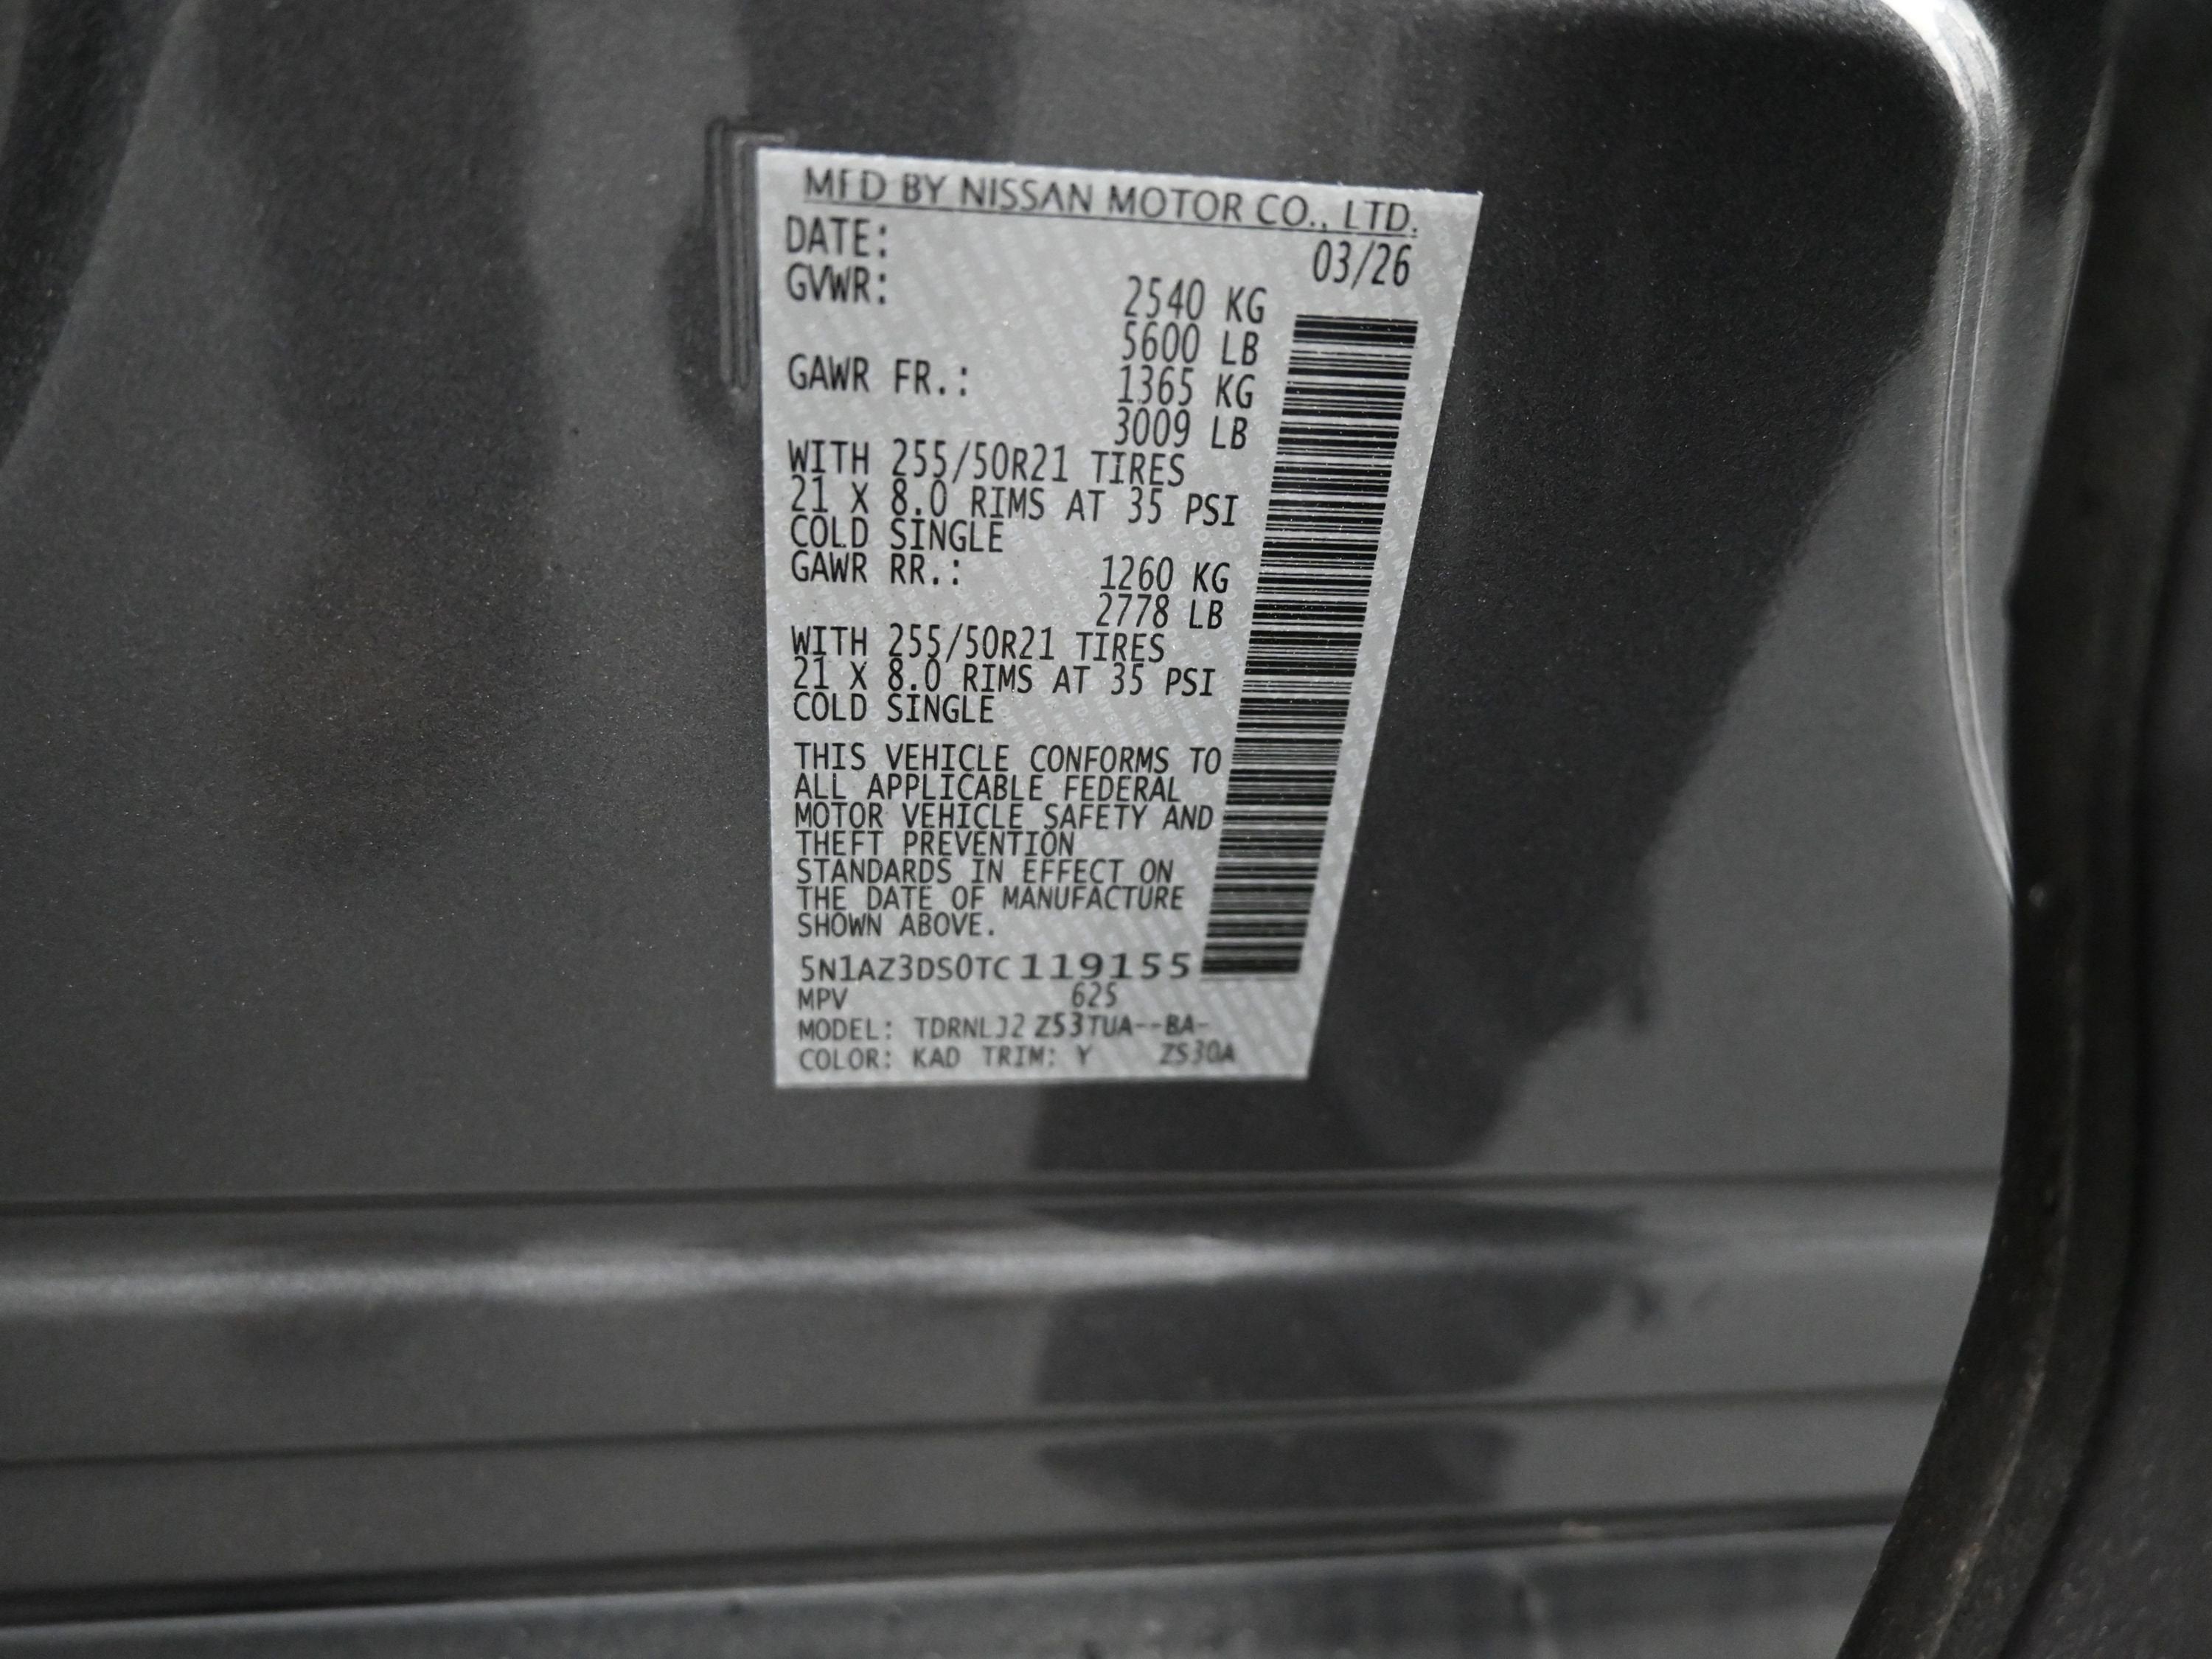 MFD BY NISSAN MOTOR CO., LTD.
DATE: 03/26
GVWR: 2540 KG
5600 LB
GAWR FR.: 1365 KG
3009 LB
WITH 255/50R21 TIRES
21 X 8.0 RIMS AT 35 PSI
COLD SINGLE
GAWR RR.: 1260 KG
2778 LB
WITH 255/50R21 TIRES
21 X 8.0 RIMS AT 35 PSI
COLD SINGLE
THIS VEHICLE CONFORMS TO
ALL APPLICABLE FEDERAL
MOTOR VEHICLE SAFETY AND
THEFT PREVENTION
STANDARDS IN EFFECT ON
THE DATE OF MANUFACTURE
SHOWN ABOVE.
5N1AZ3DS0TC119155
MPV 625
MODEL: TDRNLJ2 Z53TUA--BA-
COLOR: KAD TRIM: Y ZS30A